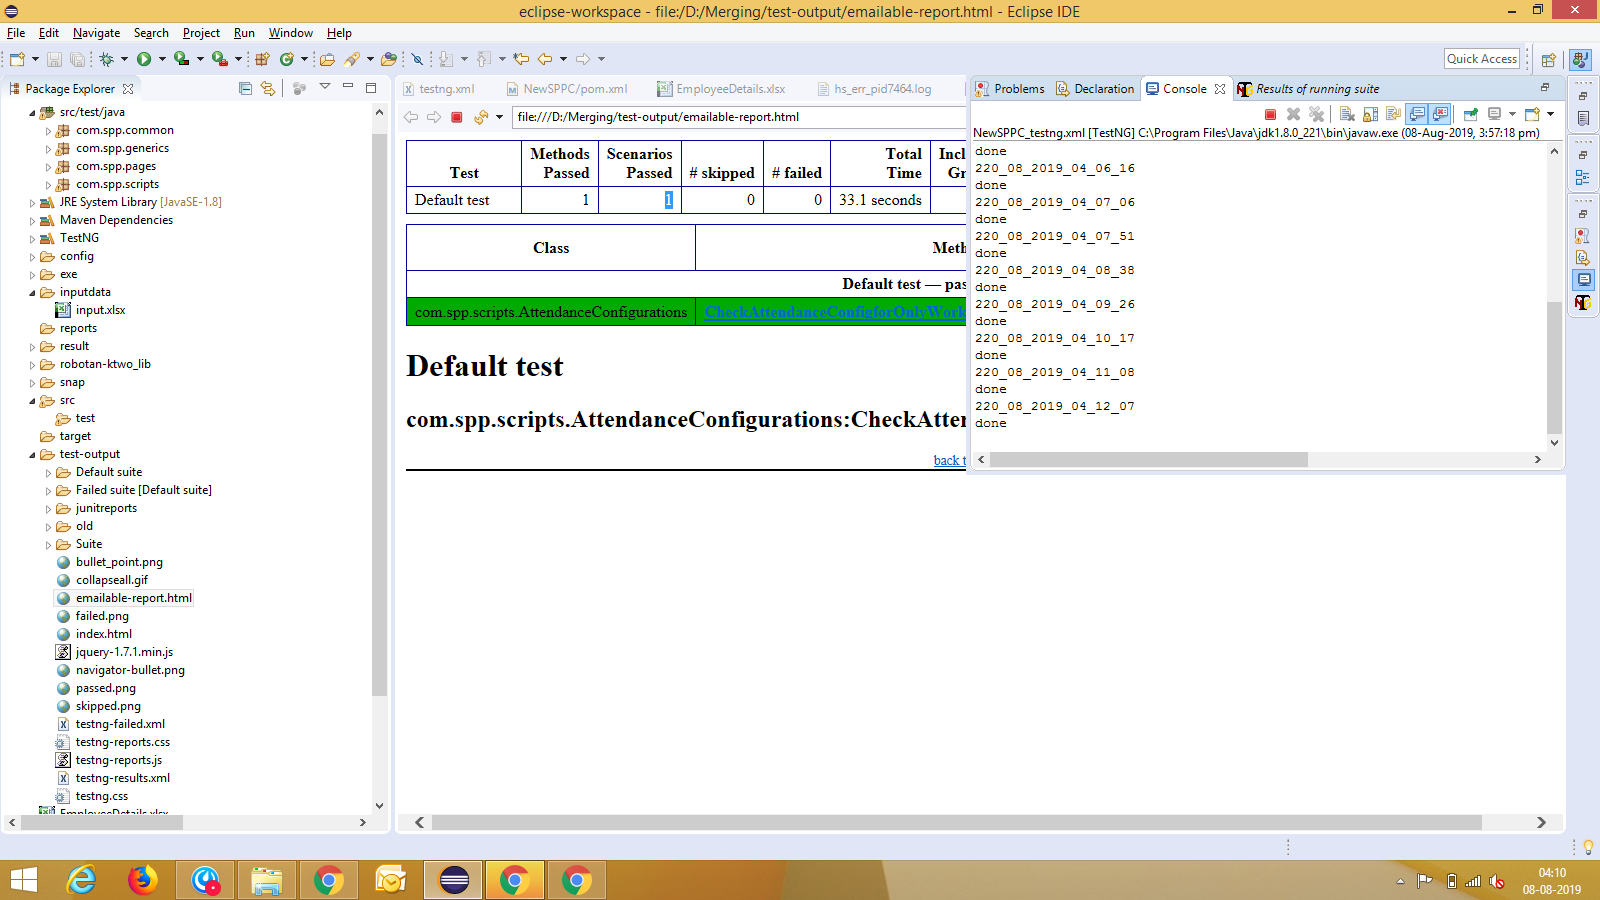 eclipse-workspace - file:/D:/Merging/test-output/emailable-report.html - Eclipse IDE
File Edit Navigate Search Project Run Window Help
Quick Access
Package Explorer
src/test/java
com.spp.common
com.spp.generics
com.spp.pages
com.spp.scripts
JRE System Library [JavaSE-1.8]
Maven Dependencies
TestNG
config
exe
inputdata
input.xlsx
reports
result
robotan-ktwo_lib
snap
src
test
target
test-output
Default suite
Failed suite [Default suite]
junitreports
old
Suite
bullet_point.png
collapseall.gif
emailable-report.html
failed.png
index.html
jquery-1.7.1.min.js
navigator-bullet.png
passed.png
skipped.png
testng-failed.xml
testng-reports.css
testng-reports.js
testng-results.xml
testng.css
EmployeeDetails.xlsx
testng.xml NewSPPC/pom.xml EmployeeDetails.xlsx hs_err_pid7464.log
file:///D:/Merging/test-output/emailable-report.html
Test Methods Passed Scenarios Passed # skipped # failed Total Time Incl Gr
Default test 1 1 0 0 33.1 seconds
Class Meth
Default test — pas
com.spp.scripts.AttendanceConfigurations CheckAttendanceConfigforOnlyWork
Default test
com.spp.scripts.AttendanceConfigurations:CheckAtten
back t
Problems Declaration Console Results of running suite
NewSPPC_testng.xml [TestNG] C:\Program Files\Java\jdk1.8.0_221\bin\javaw.exe (08-Aug-2019, 3:57:18 pm)
done
220_08_2019_04_06_16
done
220_08_2019_04_07_06
done
220_08_2019_04_07_51
done
220_08_2019_04_08_38
done
220_08_2019_04_09_26
done
220_08_2019_04_10_17
done
220_08_2019_04_11_08
done
220_08_2019_04_12_07
done
04:10
08-08-2019